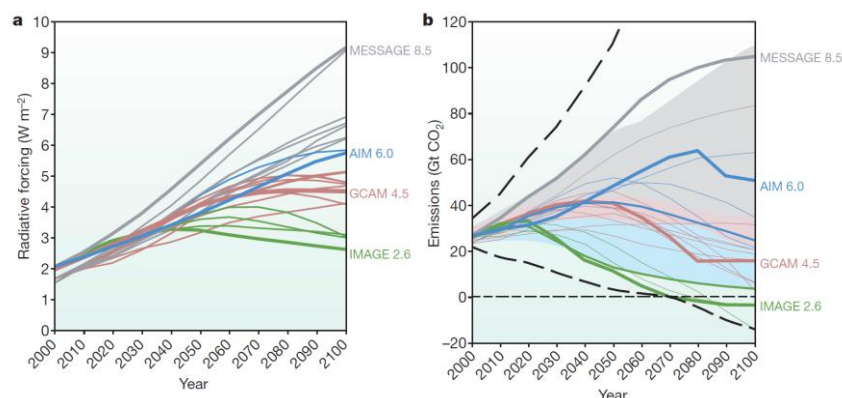 a
Radiative forcing (W m⁻²)
10
9
8
7
6
5
4
3
2
1
0
MESSAGE 8.5
AIM 6.0
GCAM 4.5
IMAGE 2.6
2000
2010
2020
2030
2040
2050
2060
2070
2080
2090
2100
Year
b
Emissions (Gt CO₂)
120
100
80
60
40
20
0
–20
MESSAGE 8.5
AIM 6.0
GCAM 4.5
IMAGE 2.6
2000
2010
2020
2030
2040
2050
2060
2070
2080
2090
2100
Year